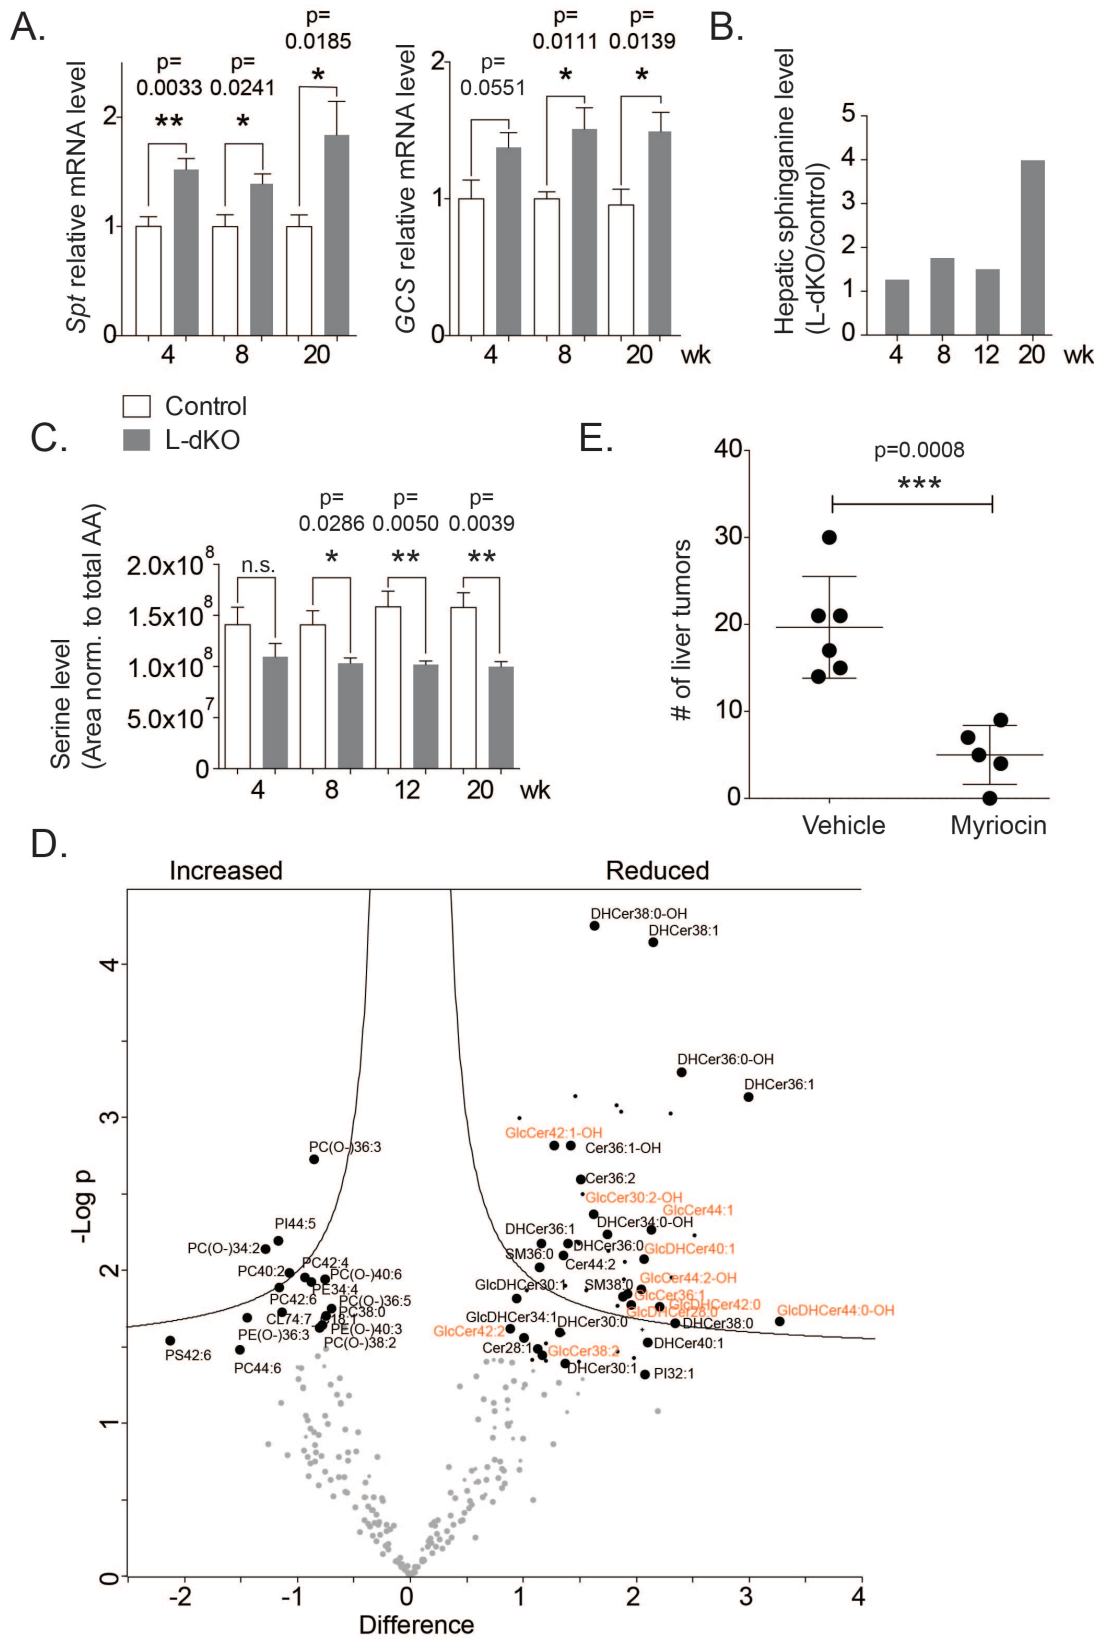 A.
p=
0.0033
p=
0.0241
p=
0.0185
**
*
*
Spt relative mRNA level
2
1
0
4
8
20
p=
0.0551
p=
0.0111
p=
0.0139
*
*
GCS relative mRNA level
2
1
0
4
8
20
wk
B.
Hepatic sphinganine level
(L-dKO/control)
5
4
3
2
1
0
4
8
12
20
wk
Control
L-dKO
C.
n.s.
p=
0.0286
p=
0.0050
p=
0.0039
*
**
**
Serine level
(Area norm. to total AA)
2.0x10^8
1.5x10^8
1.0x10^8
5.0x10^7
0
4
8
12
20
wk
E.
p=0.0008
***
# of liver tumors
40
30
20
10
0
Vehicle
Myriocin
D.
Increased
Reduced
DHCer38:0-OH
DHCer38:1
DHCer36:0-OH
DHCer36:1
GlcCer42:1-OH
Cer36:1-OH
PC(O-)36:3
Cer36:2
GlcCer30:2-OH
GlcCer44:1
PI44:5
DHCer34:0-OH
DHCer36:1
PC(O-)34:2
DHCer36:0
GlcDHCer40:1
SM36:0
Cer44:2
PC42:4
PC40:2
PC(O-)40:6
GlcCer44:2-OH
PE34:4
GlcDHCer30:1
SM38:0
PC42:6
PC(O-)36:5
GlcCer36:1
GlcDHCer42:0
PC38:0
GlcDHCer28:0
GlcDHCer44:0-OH
CL74:7
18:1
GlcDHCer34:1
DHCer30:0
DHCer38:0
PE(O-)36:3
PE(O-)40:3
GlcCer42:2
PC(O-)38:2
DHCer40:1
Cer28:1
GlcCer38:2
PS42:6
PC44:6
DHCer30:1
PI32:1
-Log p
4
3
2
1
0
-2
-1
0
1
2
3
4
Difference